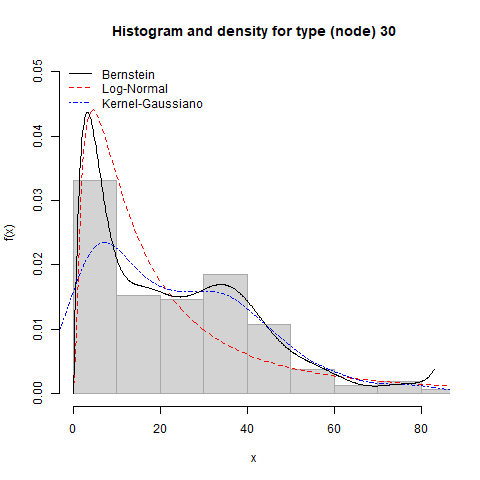 Histogram and density for type (node) 30
Bernstein
Log-Normal
Kernel-Gaussiano
f(x)
0.05
0.04
0.03
0.02
0.01
0.00
0 20 40 60 80
x